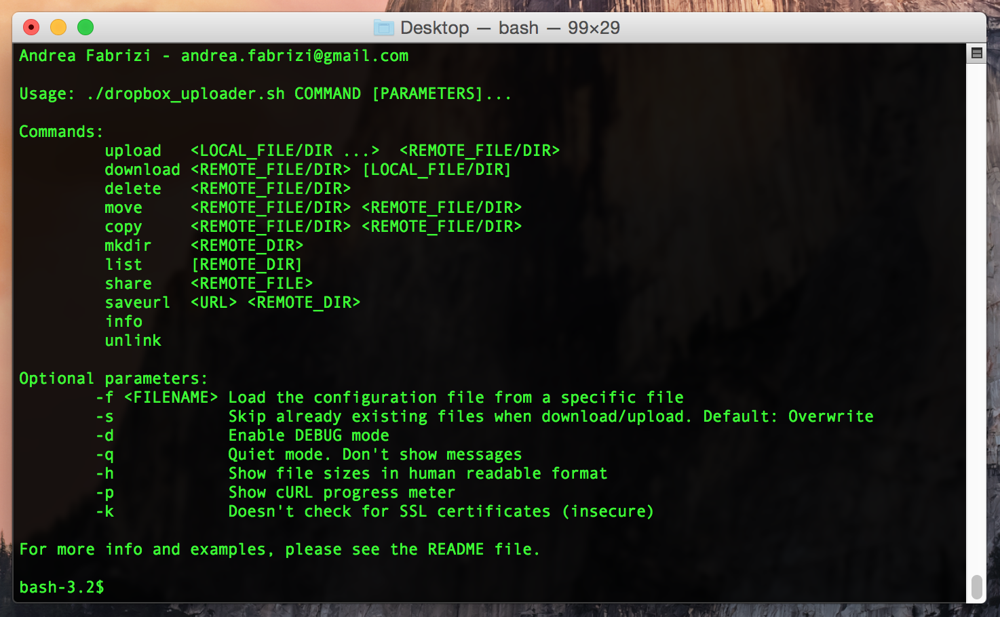 Desktop — bash — 99×29
Andrea Fabrizi - andrea.fabrizi@gmail.com
Usage: ./dropbox_uploader.sh COMMAND [PARAMETERS]...
Commands:
upload <LOCAL_FILE/DIR ...> <REMOTE_FILE/DIR>
download <REMOTE_FILE/DIR> [LOCAL_FILE/DIR]
delete <REMOTE_FILE/DIR>
move <REMOTE_FILE/DIR> <REMOTE_FILE/DIR>
copy <REMOTE_FILE/DIR> <REMOTE_FILE/DIR>
mkdir <REMOTE_DIR>
list [REMOTE_DIR]
share <REMOTE_FILE>
saveurl <URL> <REMOTE_DIR>
info
unlink
Optional parameters:
-f <FILENAME> Load the configuration file from a specific file
-s Skip already existing files when download/upload. Default: Overwrite
-d Enable DEBUG mode
-q Quiet mode. Don't show messages
-h Show file sizes in human readable format
-p Show cURL progress meter
-k Doesn't check for SSL certificates (insecure)
For more info and examples, please see the README file.
bash-3.2$